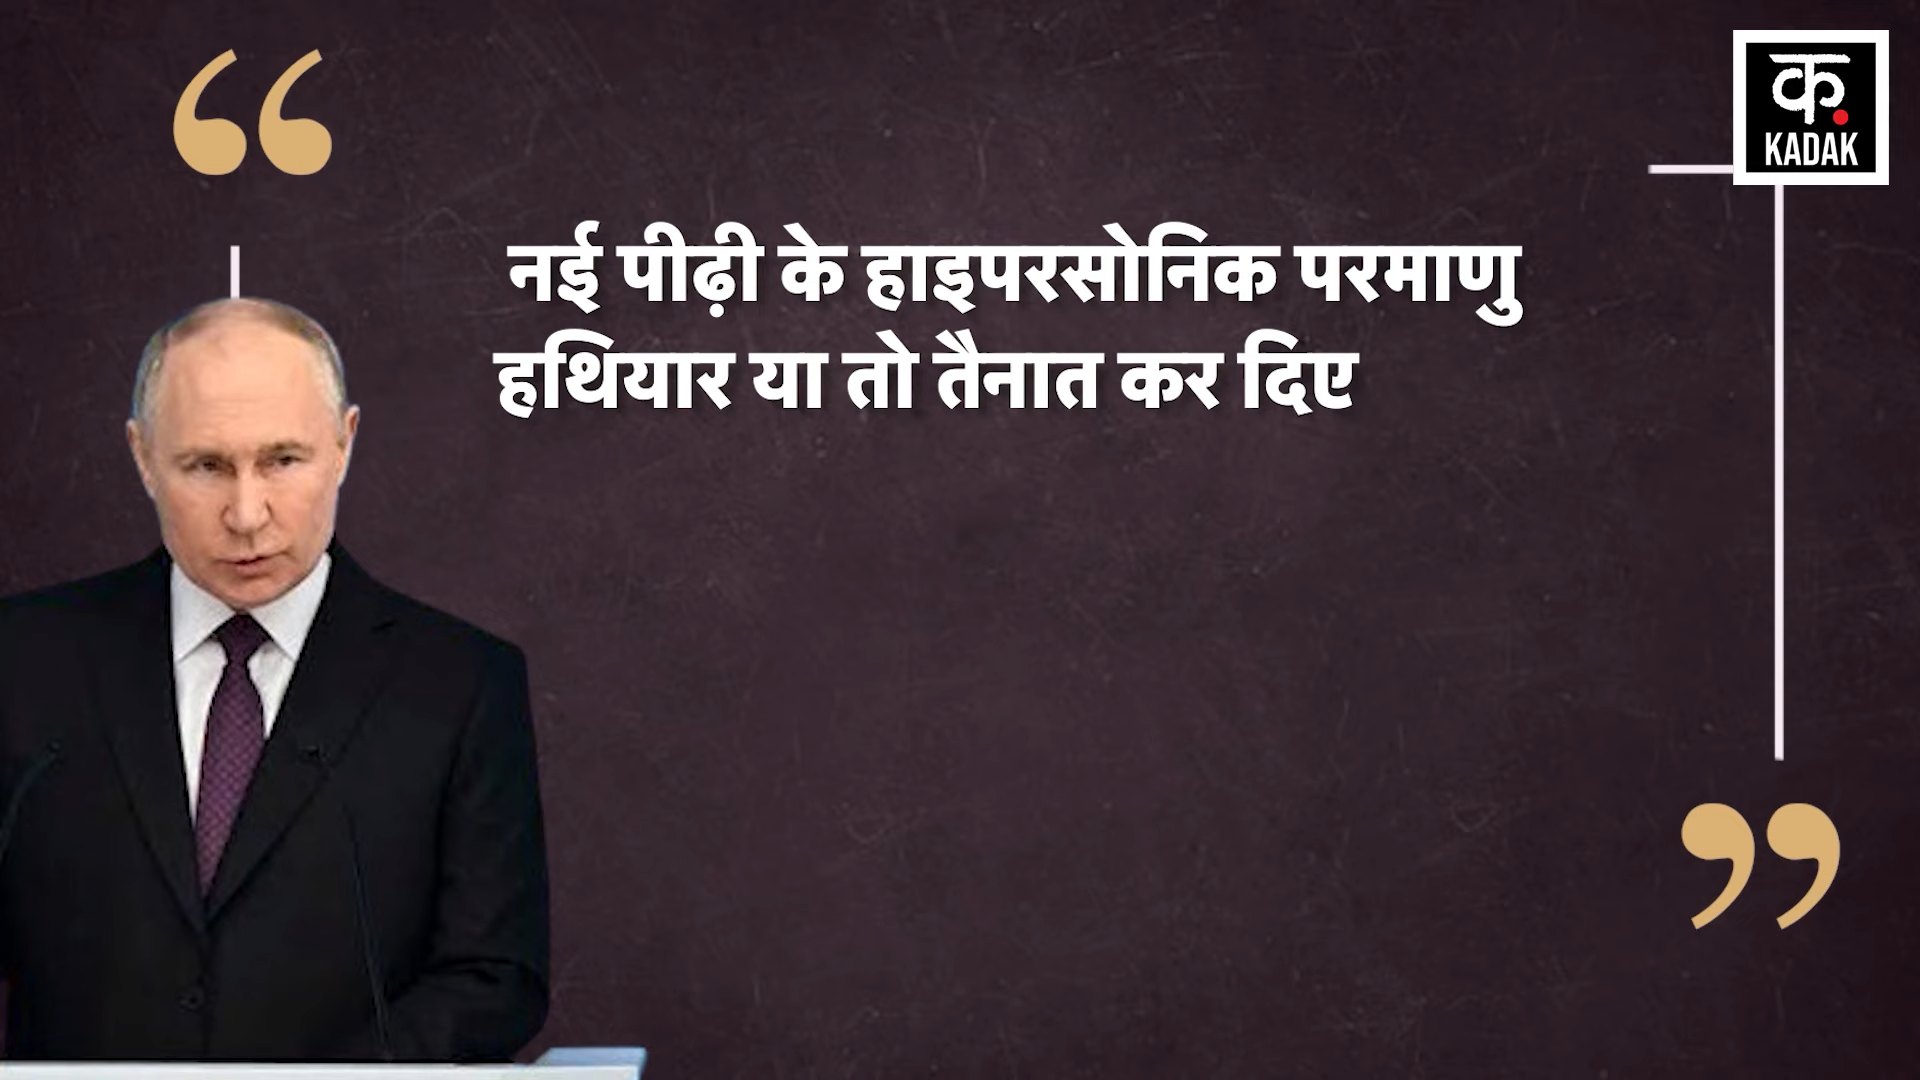 क
KADAK
नई पीढ़ी के हाइपरसोनिक परमाणु
हथियार या तो तैनात कर दिए